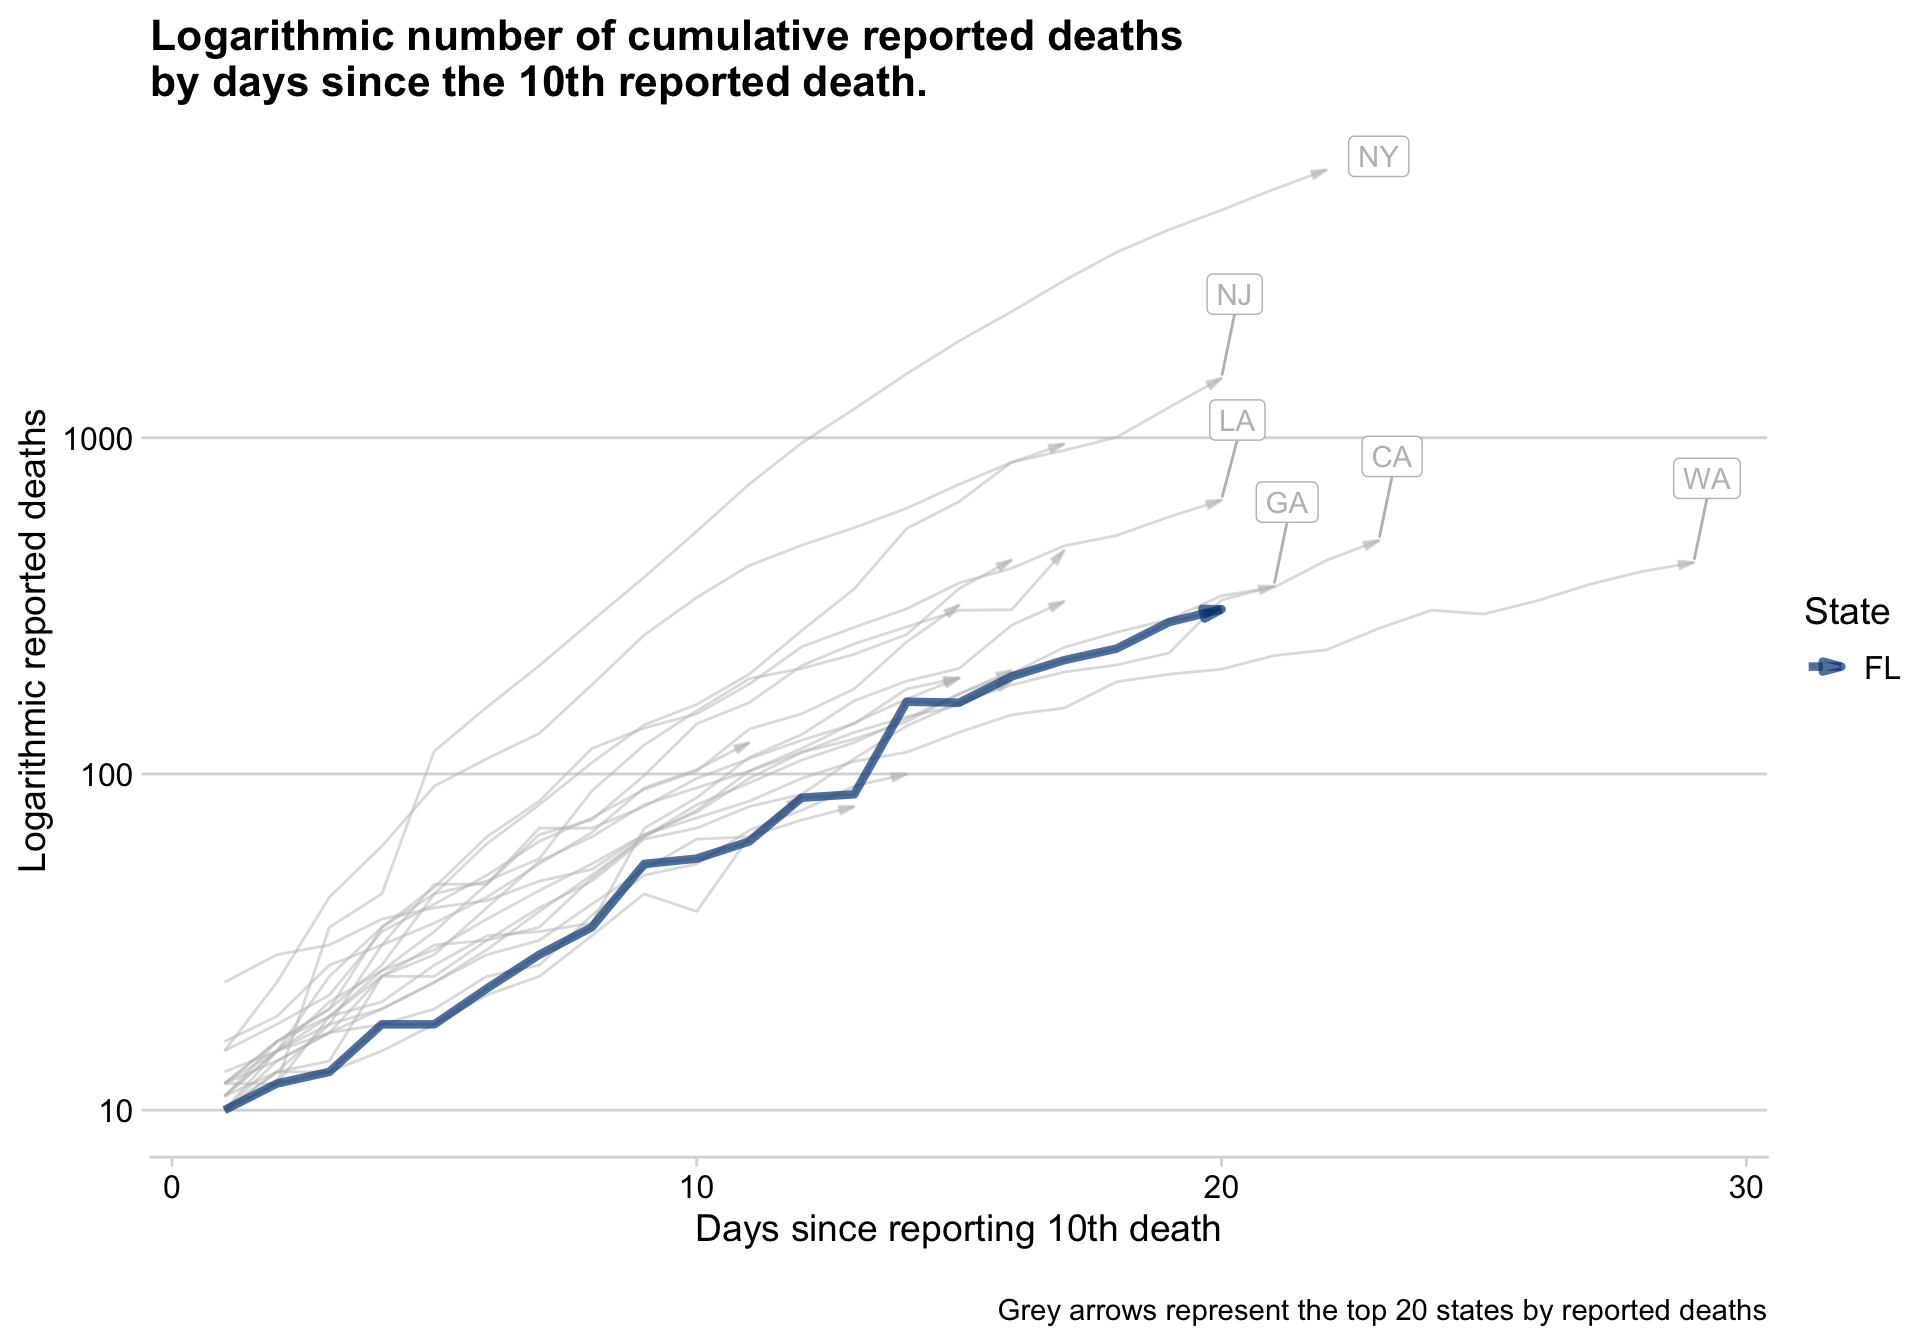 Logarithmic number of cumulative reported deaths
by days since the 10th reported death.
NY
NJ
LA
CA
WA
GA
Logarithmic reported deaths
1000
100
10
State
FL
0 10 20 30
Days since reporting 10th death
Grey arrows represent the top 20 states by reported deaths